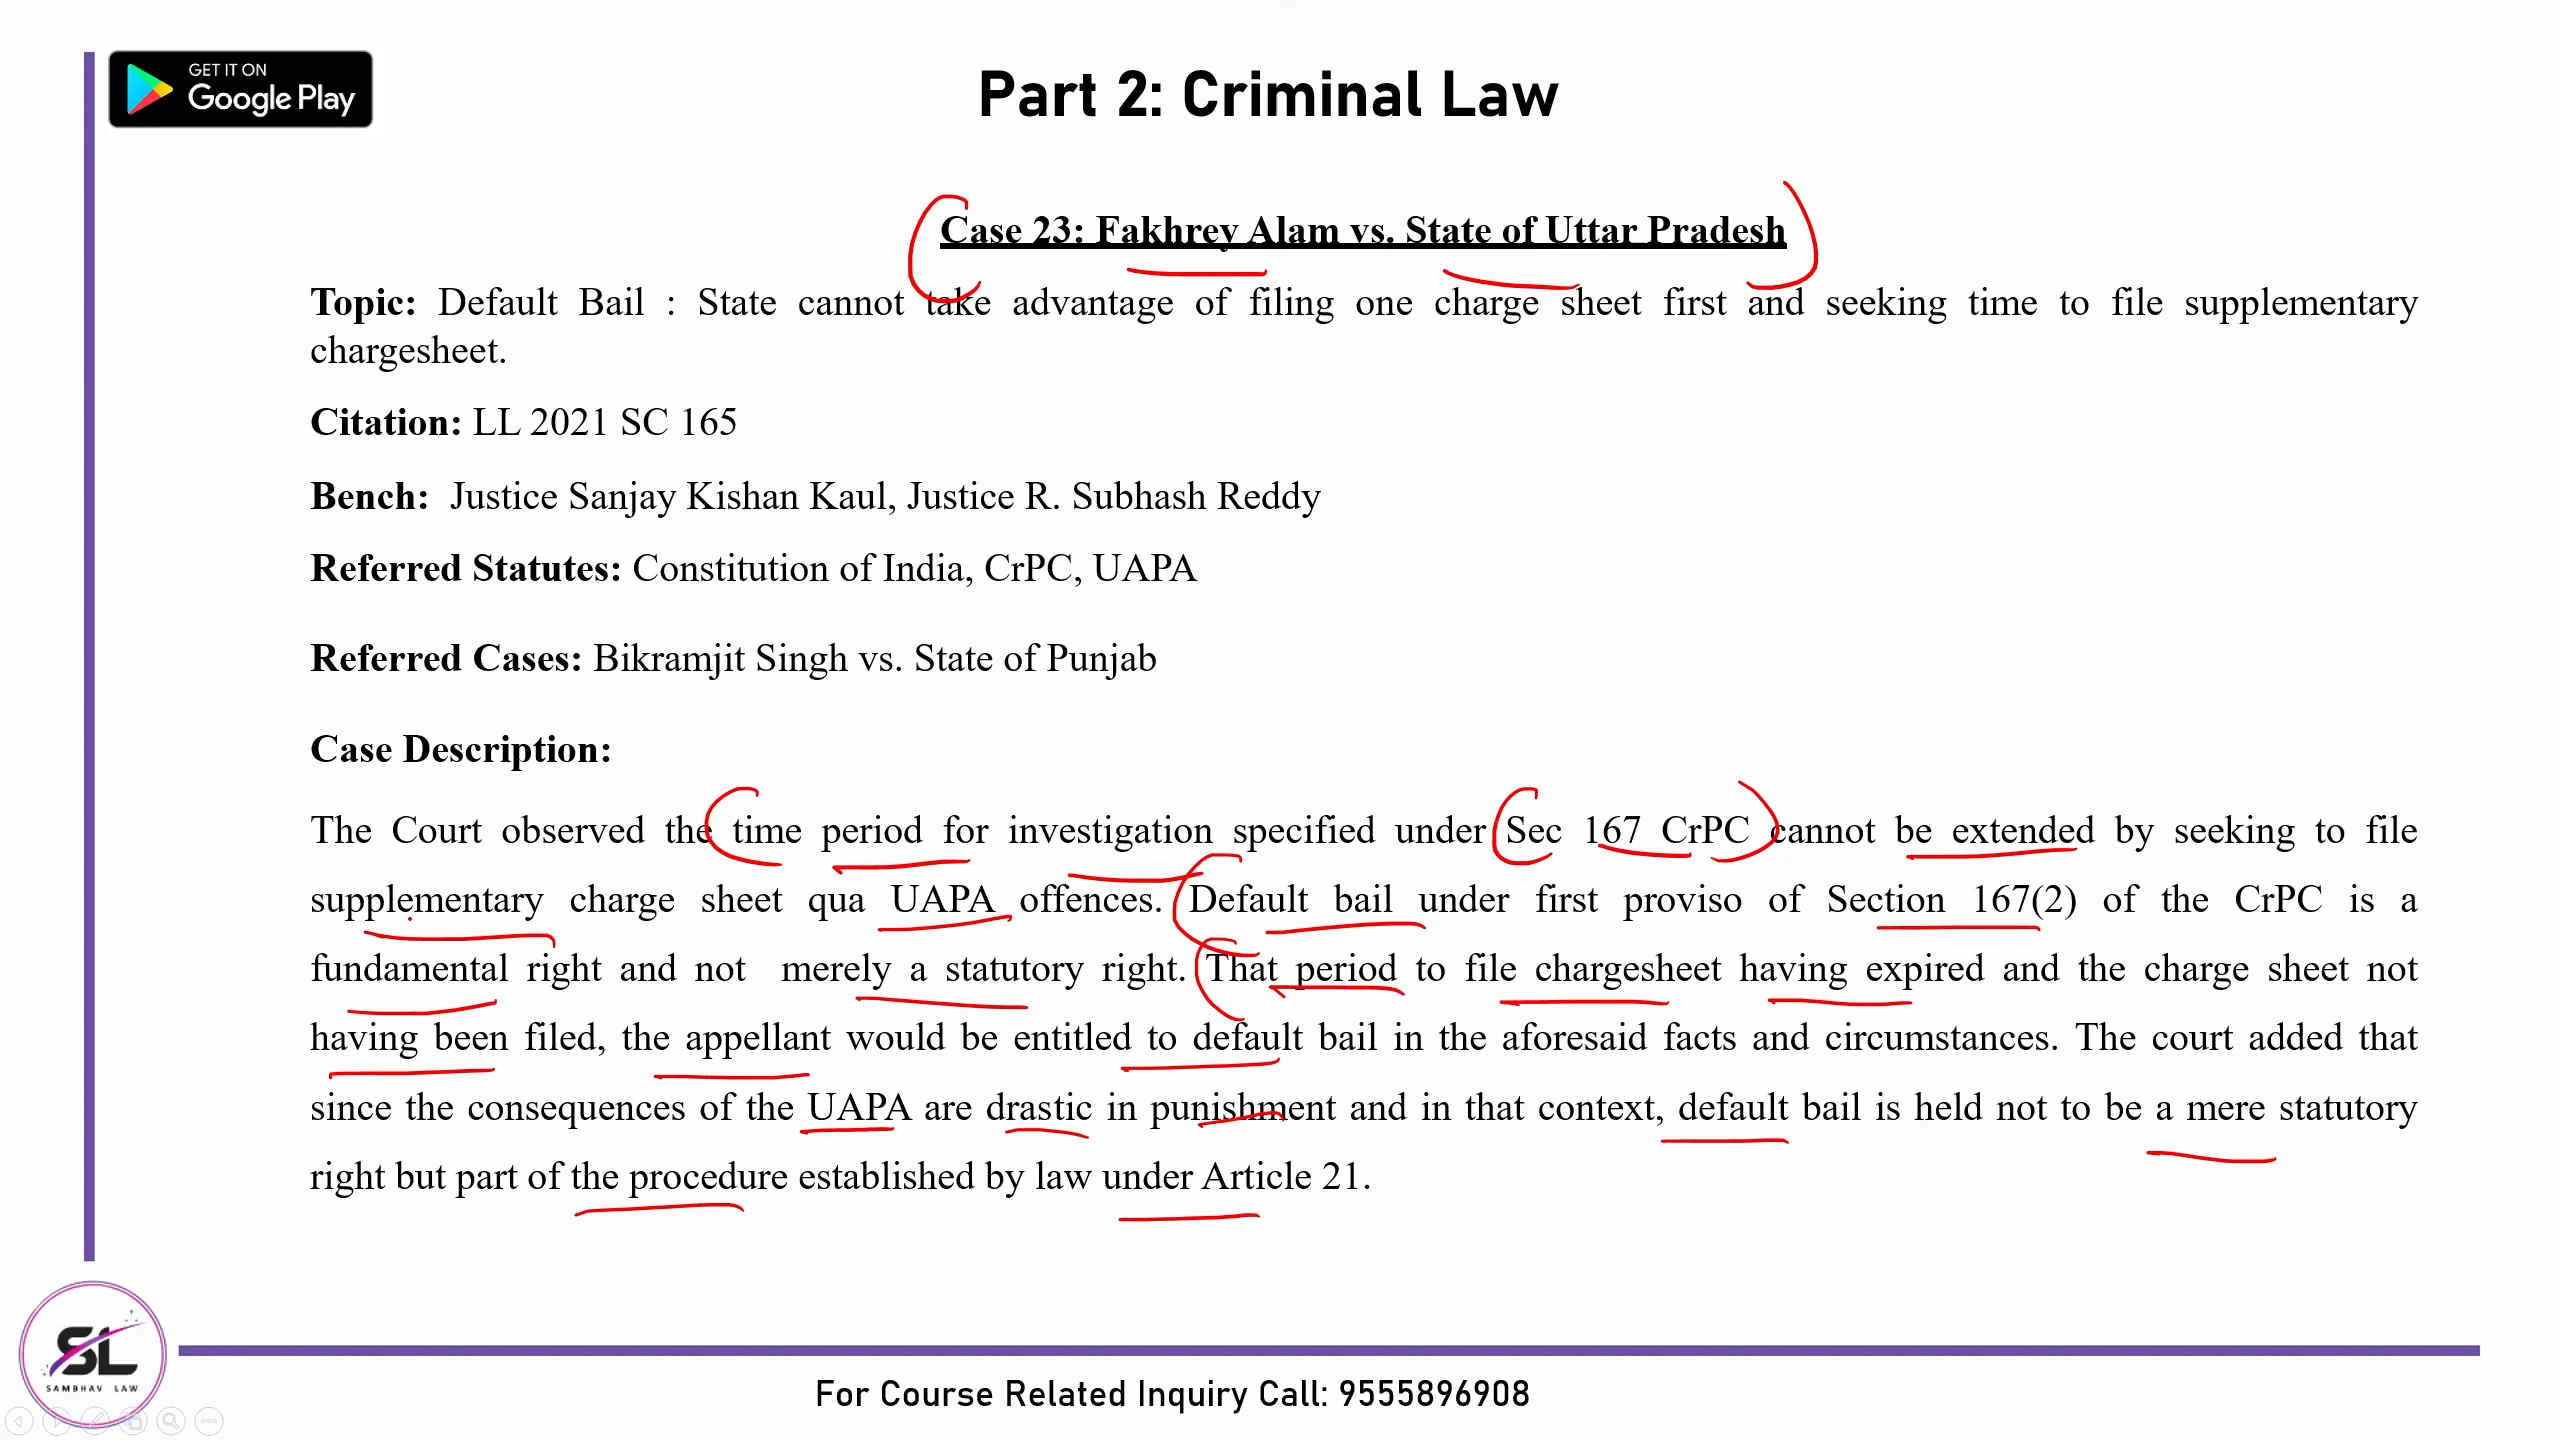 GET IT ON
Google Play
Part 2: Criminal Law
Case 23: Fakhrey Alam vs. State of Uttar Pradesh
Topic: Default Bail : State cannot take advantage of filing one charge sheet first and seeking time to file supplementary
chargesheet.
Citation: LL 2021 SC 165
Bench: Justice Sanjay Kishan Kaul, Justice R. Subhash Reddy
Referred Statutes: Constitution of India, CrPC, UAPA
Referred Cases: Bikramjit Singh vs. State of Punjab
Case Description:
The Court observed the time period for investigation specified under Sec 167 CrPC cannot be extended by seeking to file
supplementary charge sheet qua UAPA offences. Default bail under first proviso of Section 167(2) of the CrPC is a
fundamental right and not merely a statutory right. That period to file chargesheet having expired and the charge sheet not
having been filed, the appellant would be entitled to default bail in the aforesaid facts and circumstances. The court added that
since the consequences of the UAPA are drastic in punishment and in that context, default bail is held not to be a mere statutory
right but part of the procedure established by law under Article 21.
SL
SAMBHAV LAW
For Course Related Inquiry Call: 9555896908